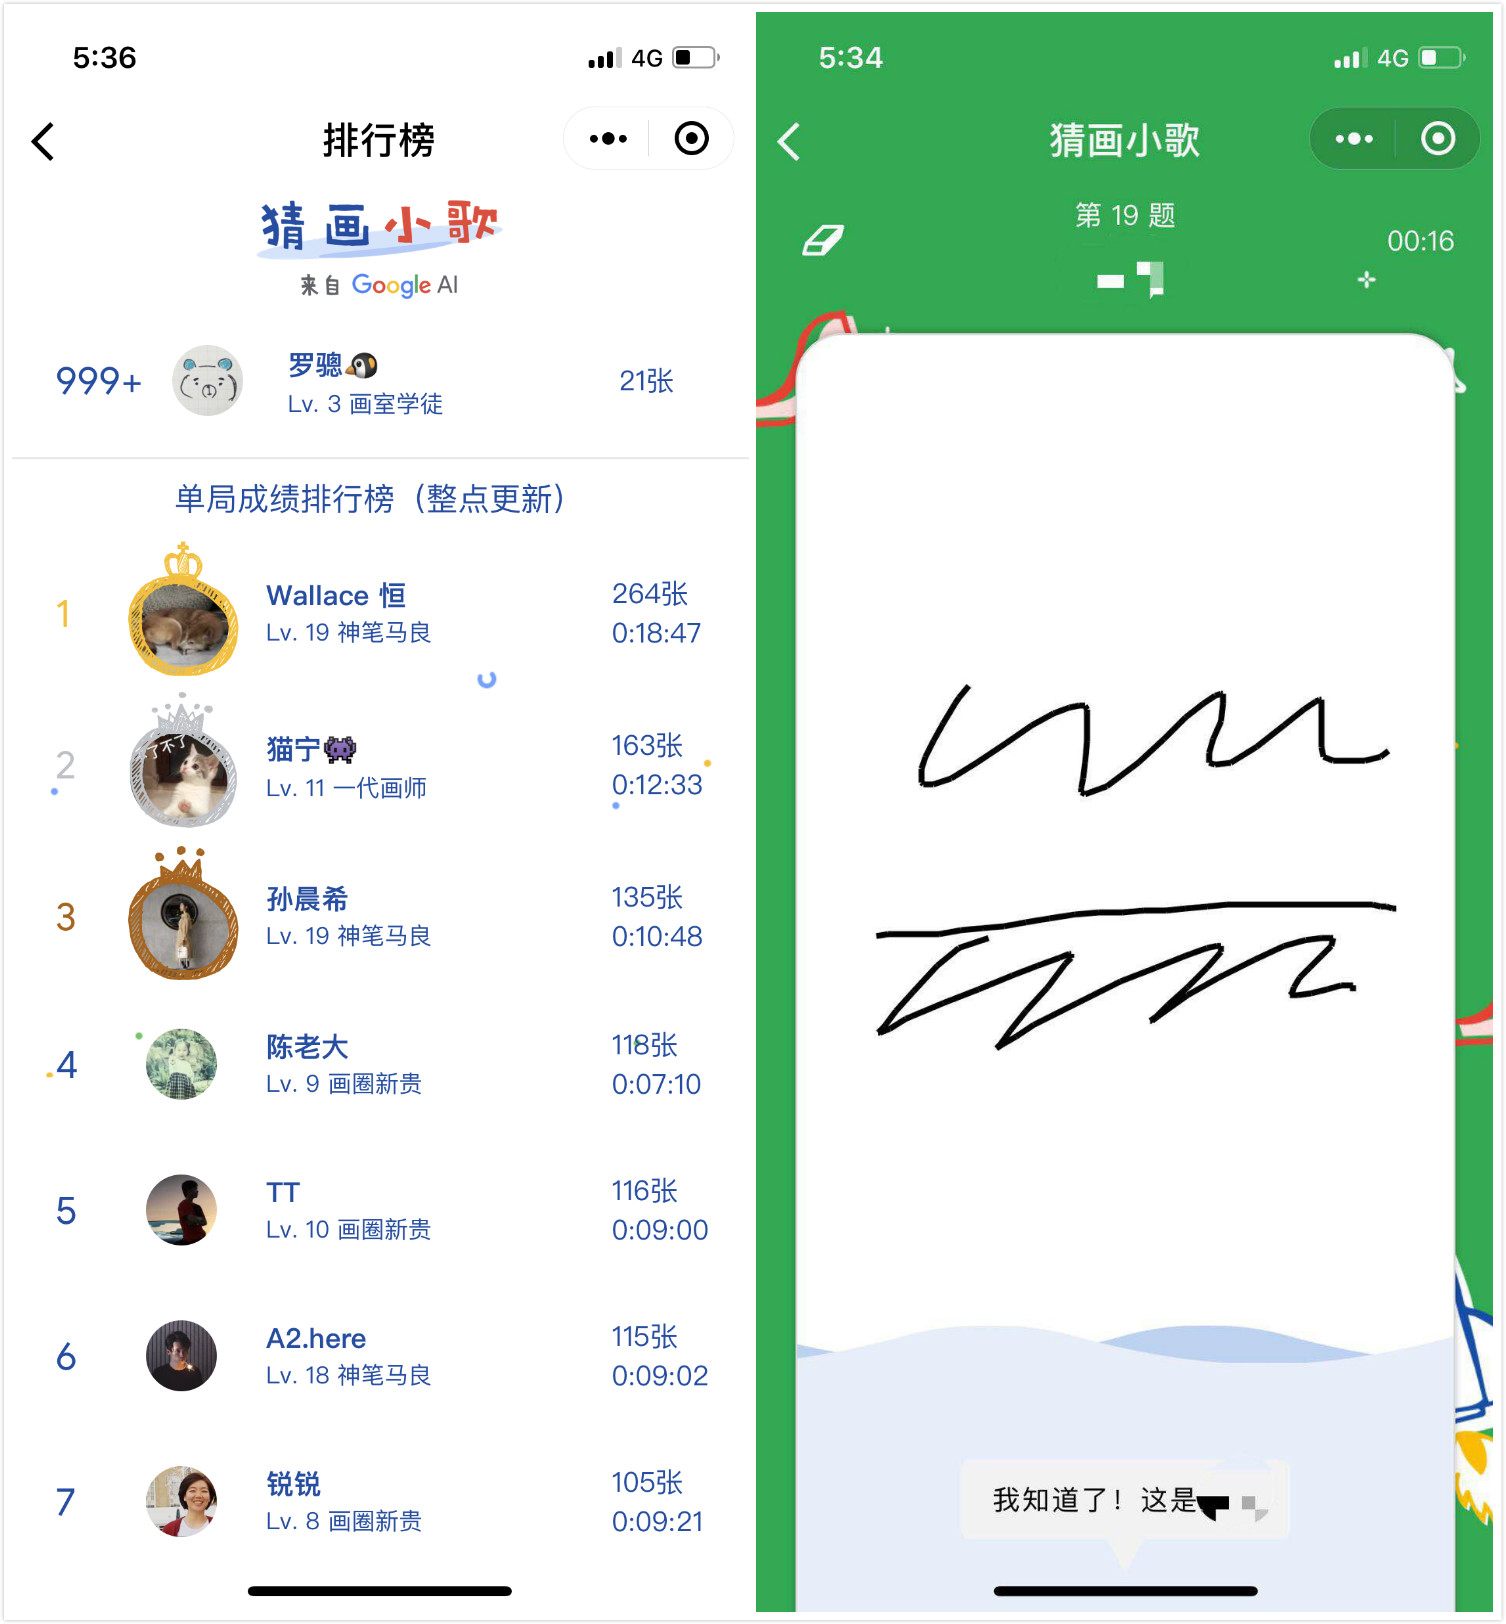 5:36
4G
排行榜
猜画小歌
来自 Google AI
999+
罗骢🐧
Lv. 3 画室学徒
21张
单局成绩排行榜（整点更新）
1
Wallace 恒
Lv. 19 神笔马良
264张
0:18:47
2
猫宁👾
Lv. 11 一代画师
163张
0:12:33
3
孙晨希
Lv. 19 神笔马良
135张
0:10:48
4
陈老大
Lv. 9 画圈新贵
118张
0:07:10
5
TT
Lv. 10 画圈新贵
116张
0:09:00
6
A2.here
Lv. 18 神笔马良
115张
0:09:02
7
锐锐
Lv. 8 画圈新贵
105张
0:09:21
5:34
4G
猜画小歌
第 19 题
00:16
我知道了！这是